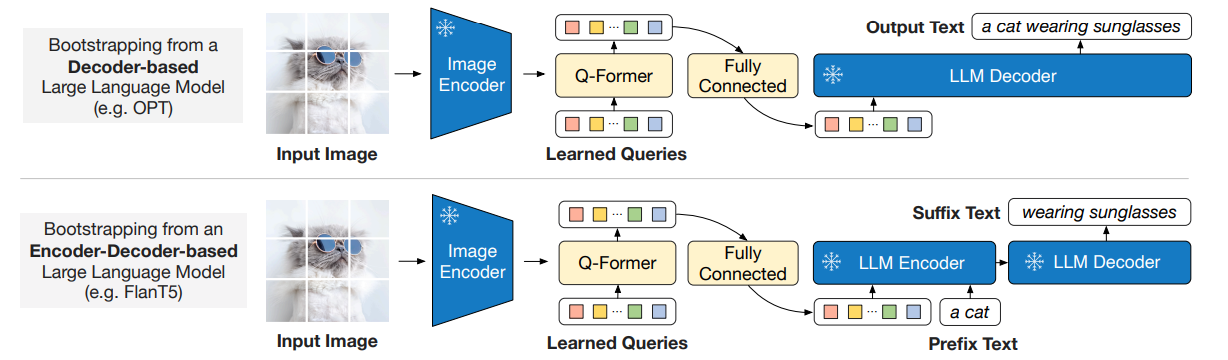 Bootstrapping from a
Decoder-based
Large Language Model
(e.g. OPT)
Input Image
Image
Encoder
Q-Former
Learned Queries
Fully
Connected
Output Text
a cat wearing sunglasses
LLM Decoder
Bootstrapping from an
Encoder-Decoder-based
Large Language Model
(e.g. FlanT5)
Input Image
Image
Encoder
Q-Former
Learned Queries
Fully
Connected
Suffix Text
wearing sunglasses
LLM Encoder
LLM Decoder
a cat
Prefix Text